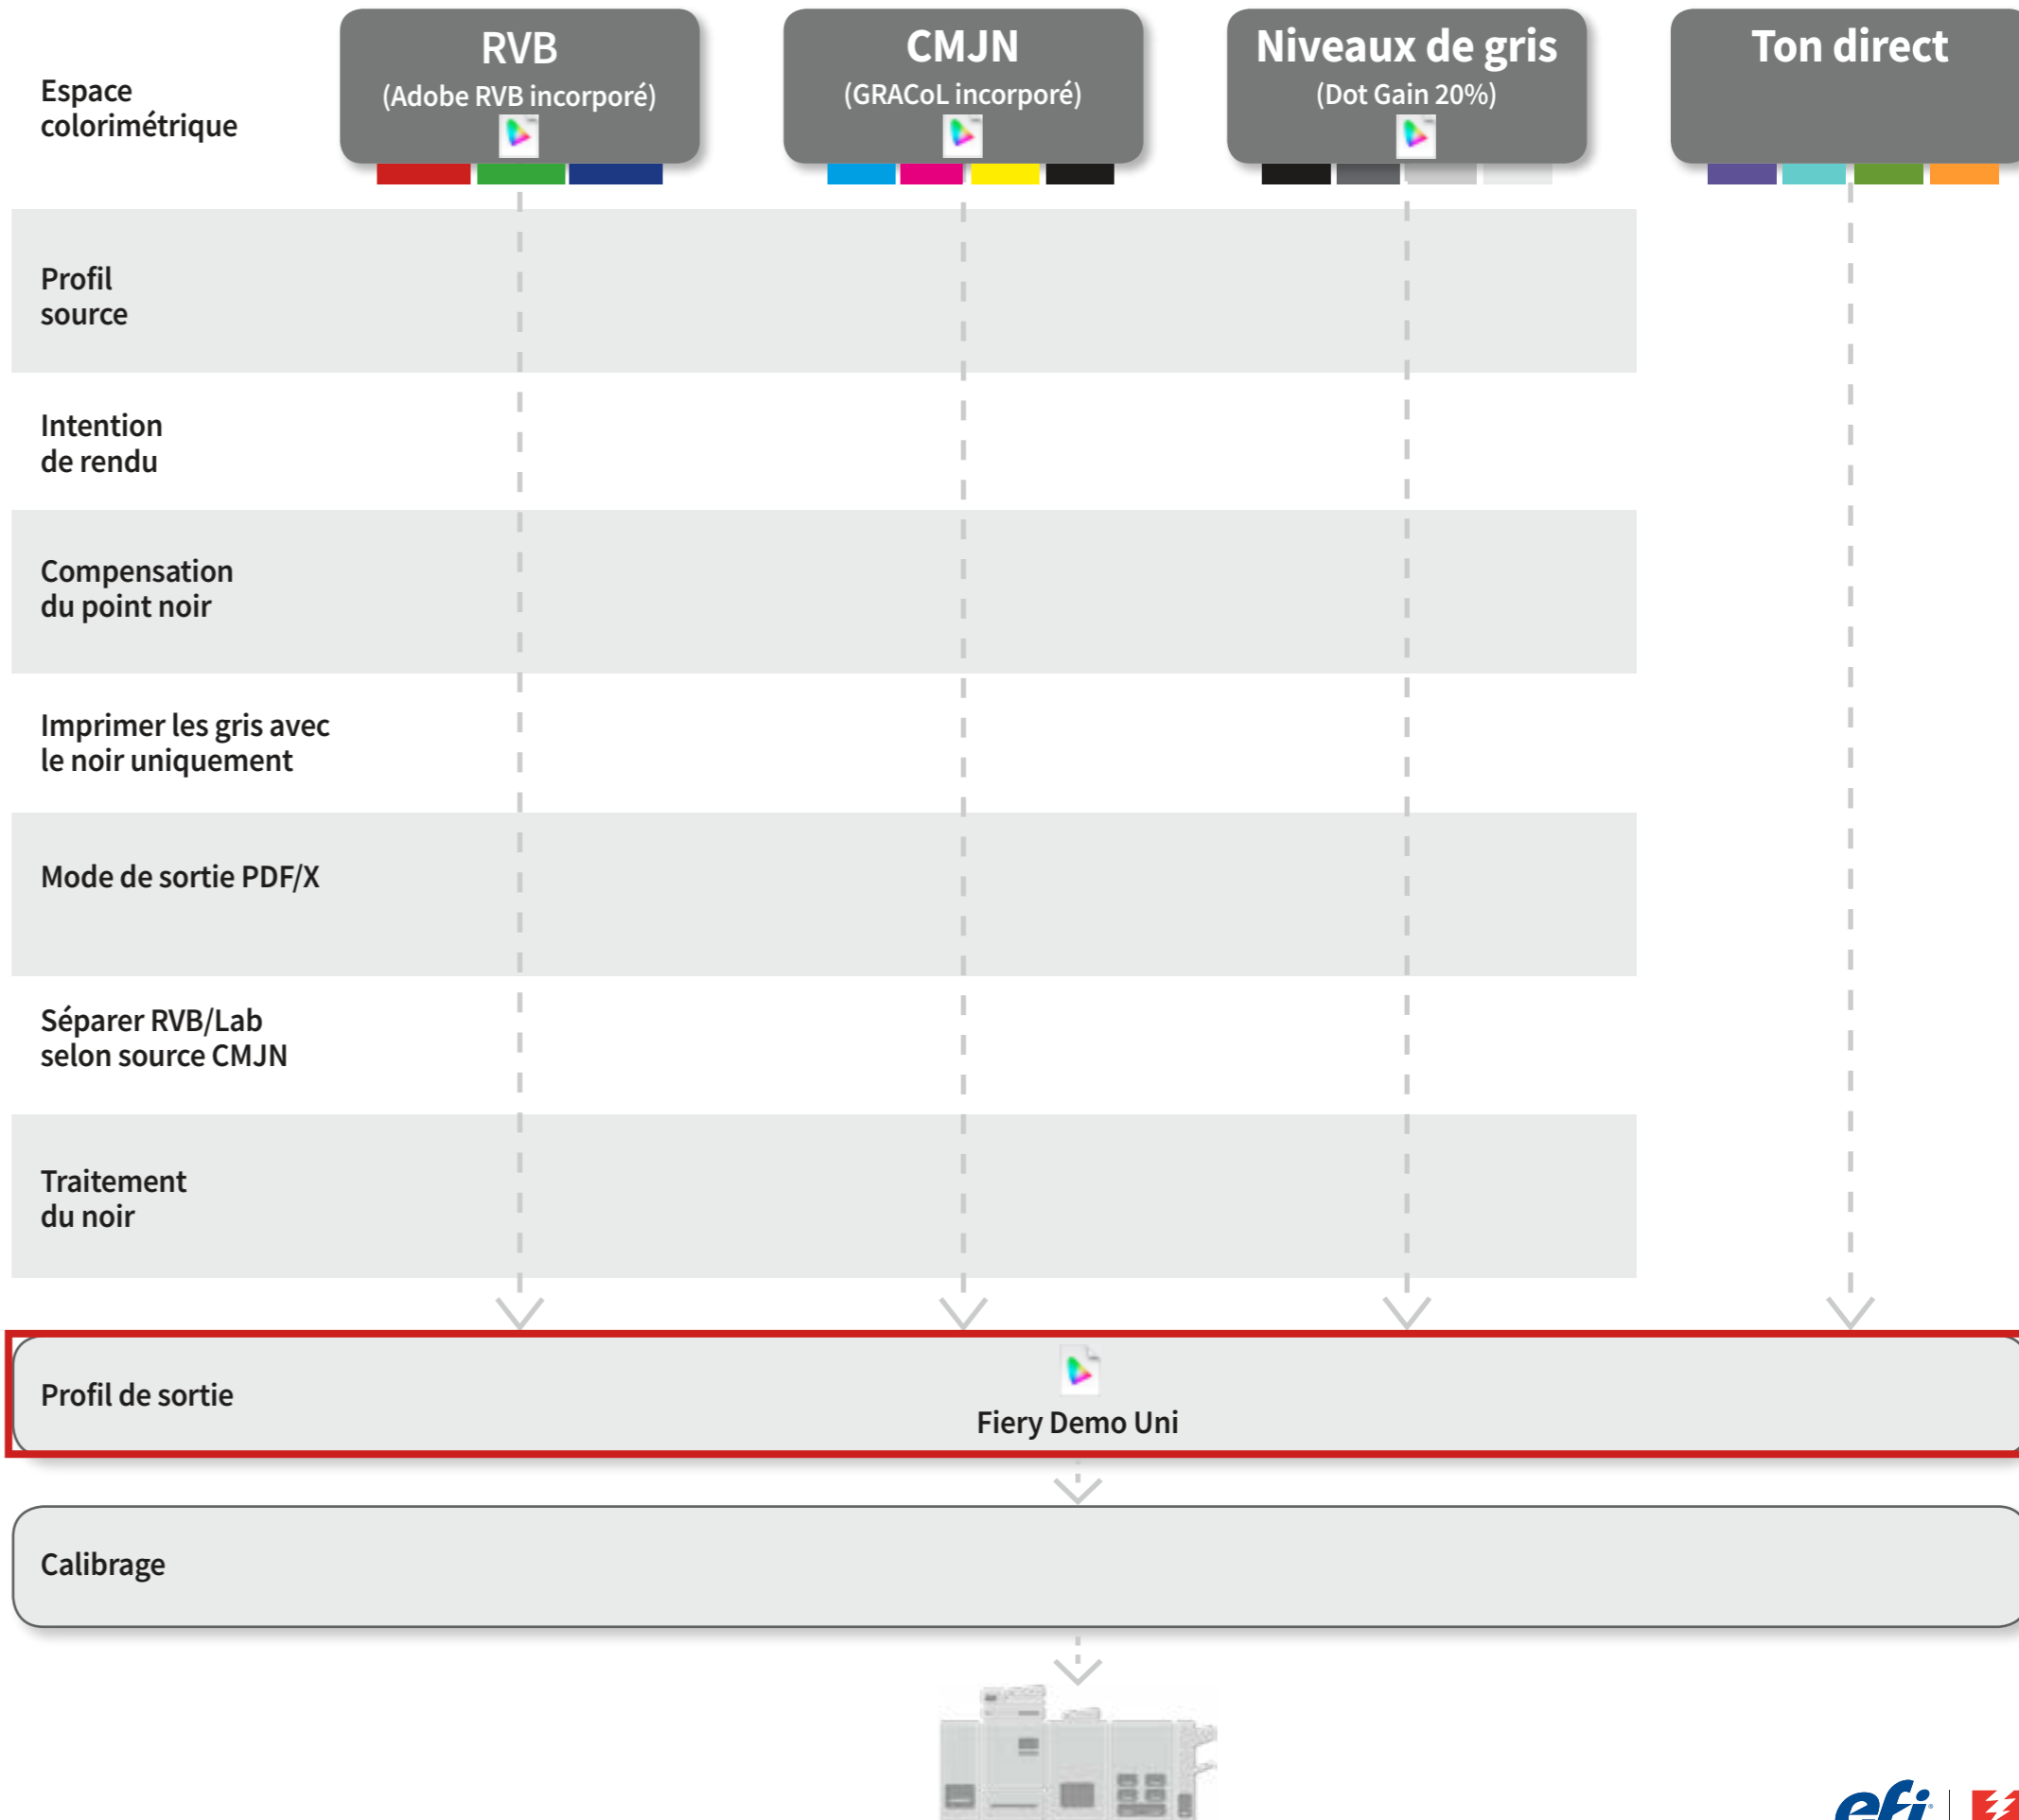 Espace
colorimétrique
RVB
(Adobe RVB incorporé)
CMJN
(GRACoL incorporé)
Niveaux de gris
(Dot Gain 20%)
Ton direct
Profil
source
Intention
de rendu
Compensation
du point noir
Imprimer les gris avec
le noir uniquement
Mode de sortie PDF/X
Séparer RVB/Lab
selon source CMJN
Traitement
du noir
Profil de sortie
Fiery Demo Uni
Calibrage
efi